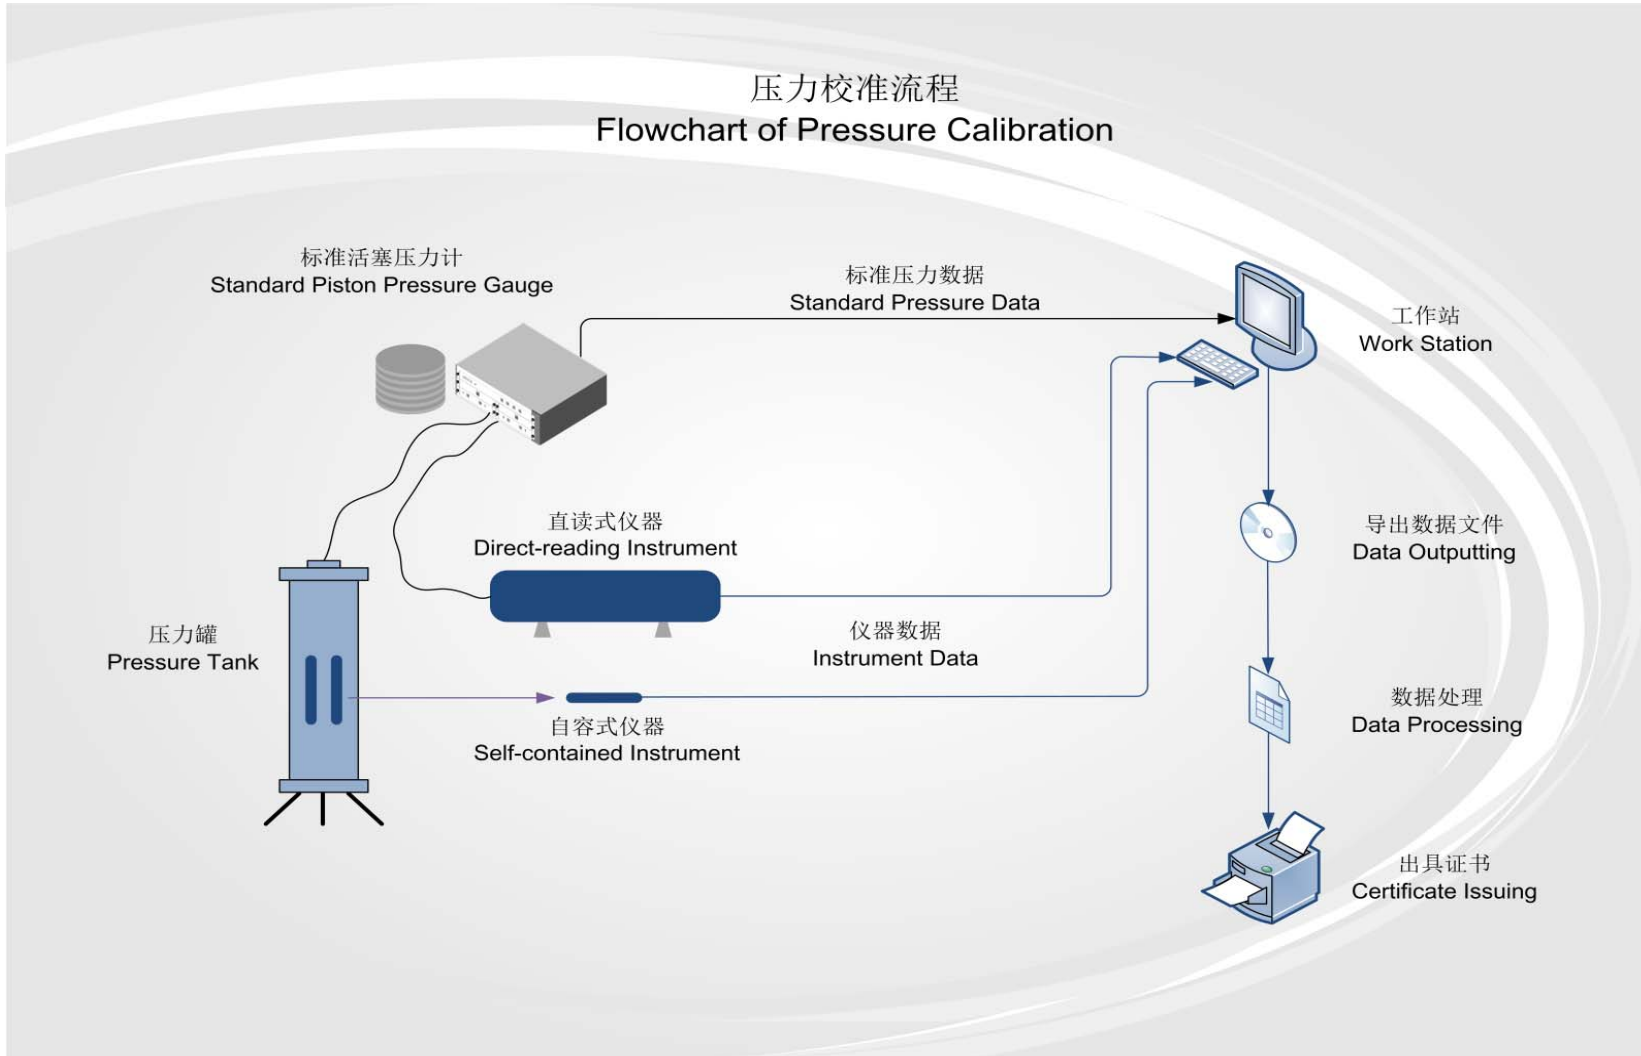 压力校准流程
Flowchart of Pressure Calibration
标准活塞压力计
Standard Piston Pressure Gauge
标准压力数据
Standard Pressure Data
工作站
Work Station
直读式仪器
Direct-reading Instrument
导出数据文件
Data Outputting
压力罐
Pressure Tank
仪器数据
Instrument Data
自容式仪器
Self-contained Instrument
数据处理
Data Processing
出具证书
Certificate Issuing